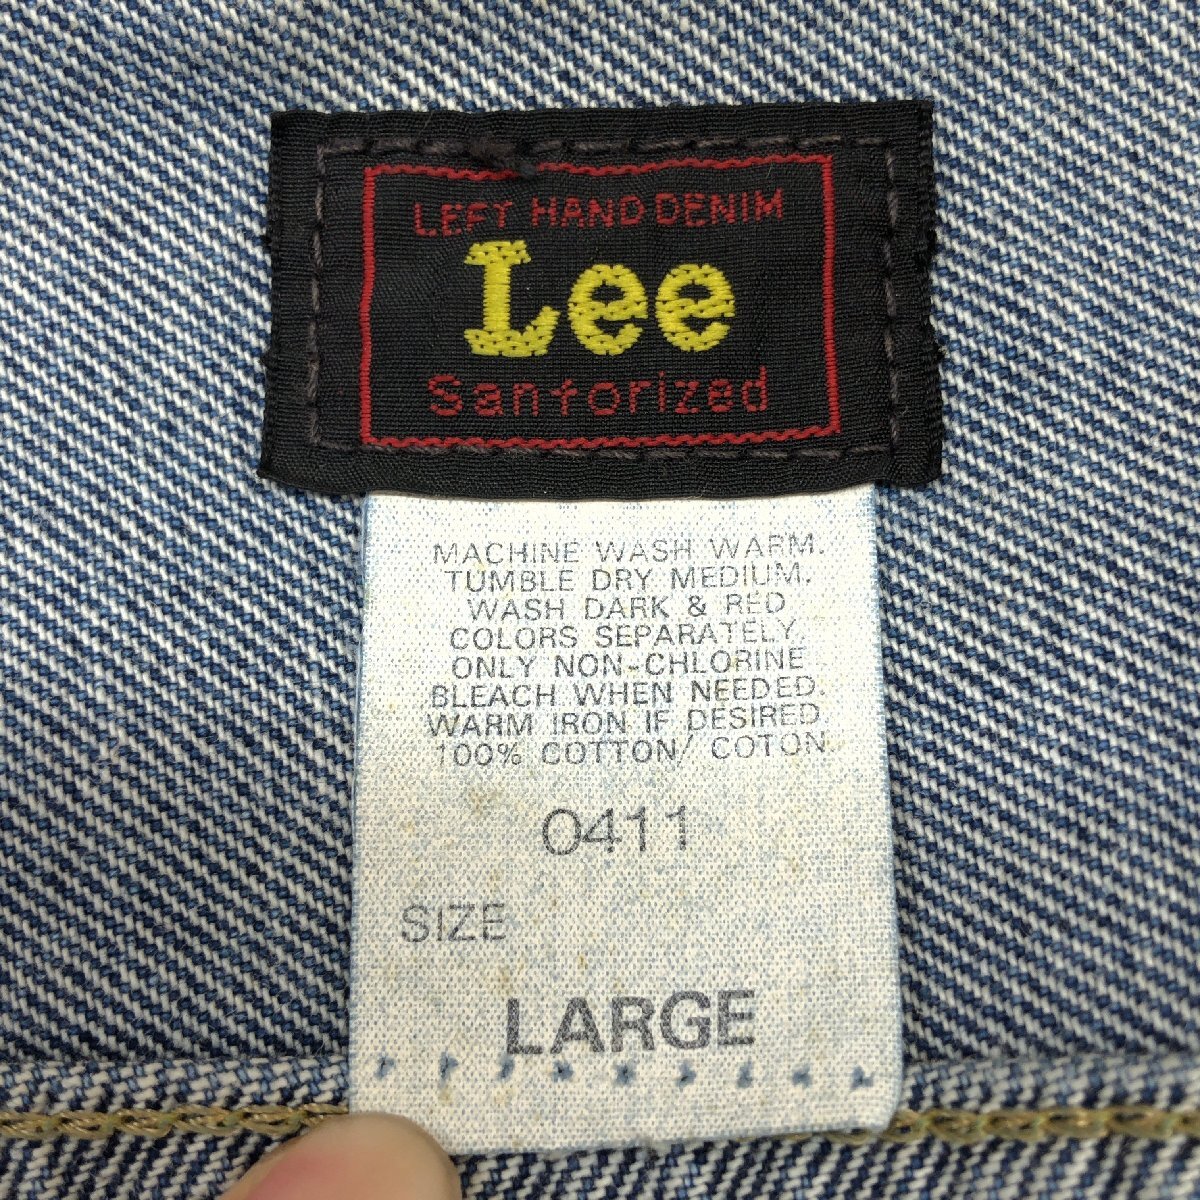 LEFT HAND DENIM
Lee
Sanforized
MACHINE WASH WARM.
TUMBLE DRY MEDIUM.
WASH DARK & RED
COLORS SEPARATELY,
ONLY NON-CHLORINE
BLEACH WHEN NEEDED.
WARM IRON IF DESIRED
100% COTTON/ COTON
0411
SIZE
LARGE